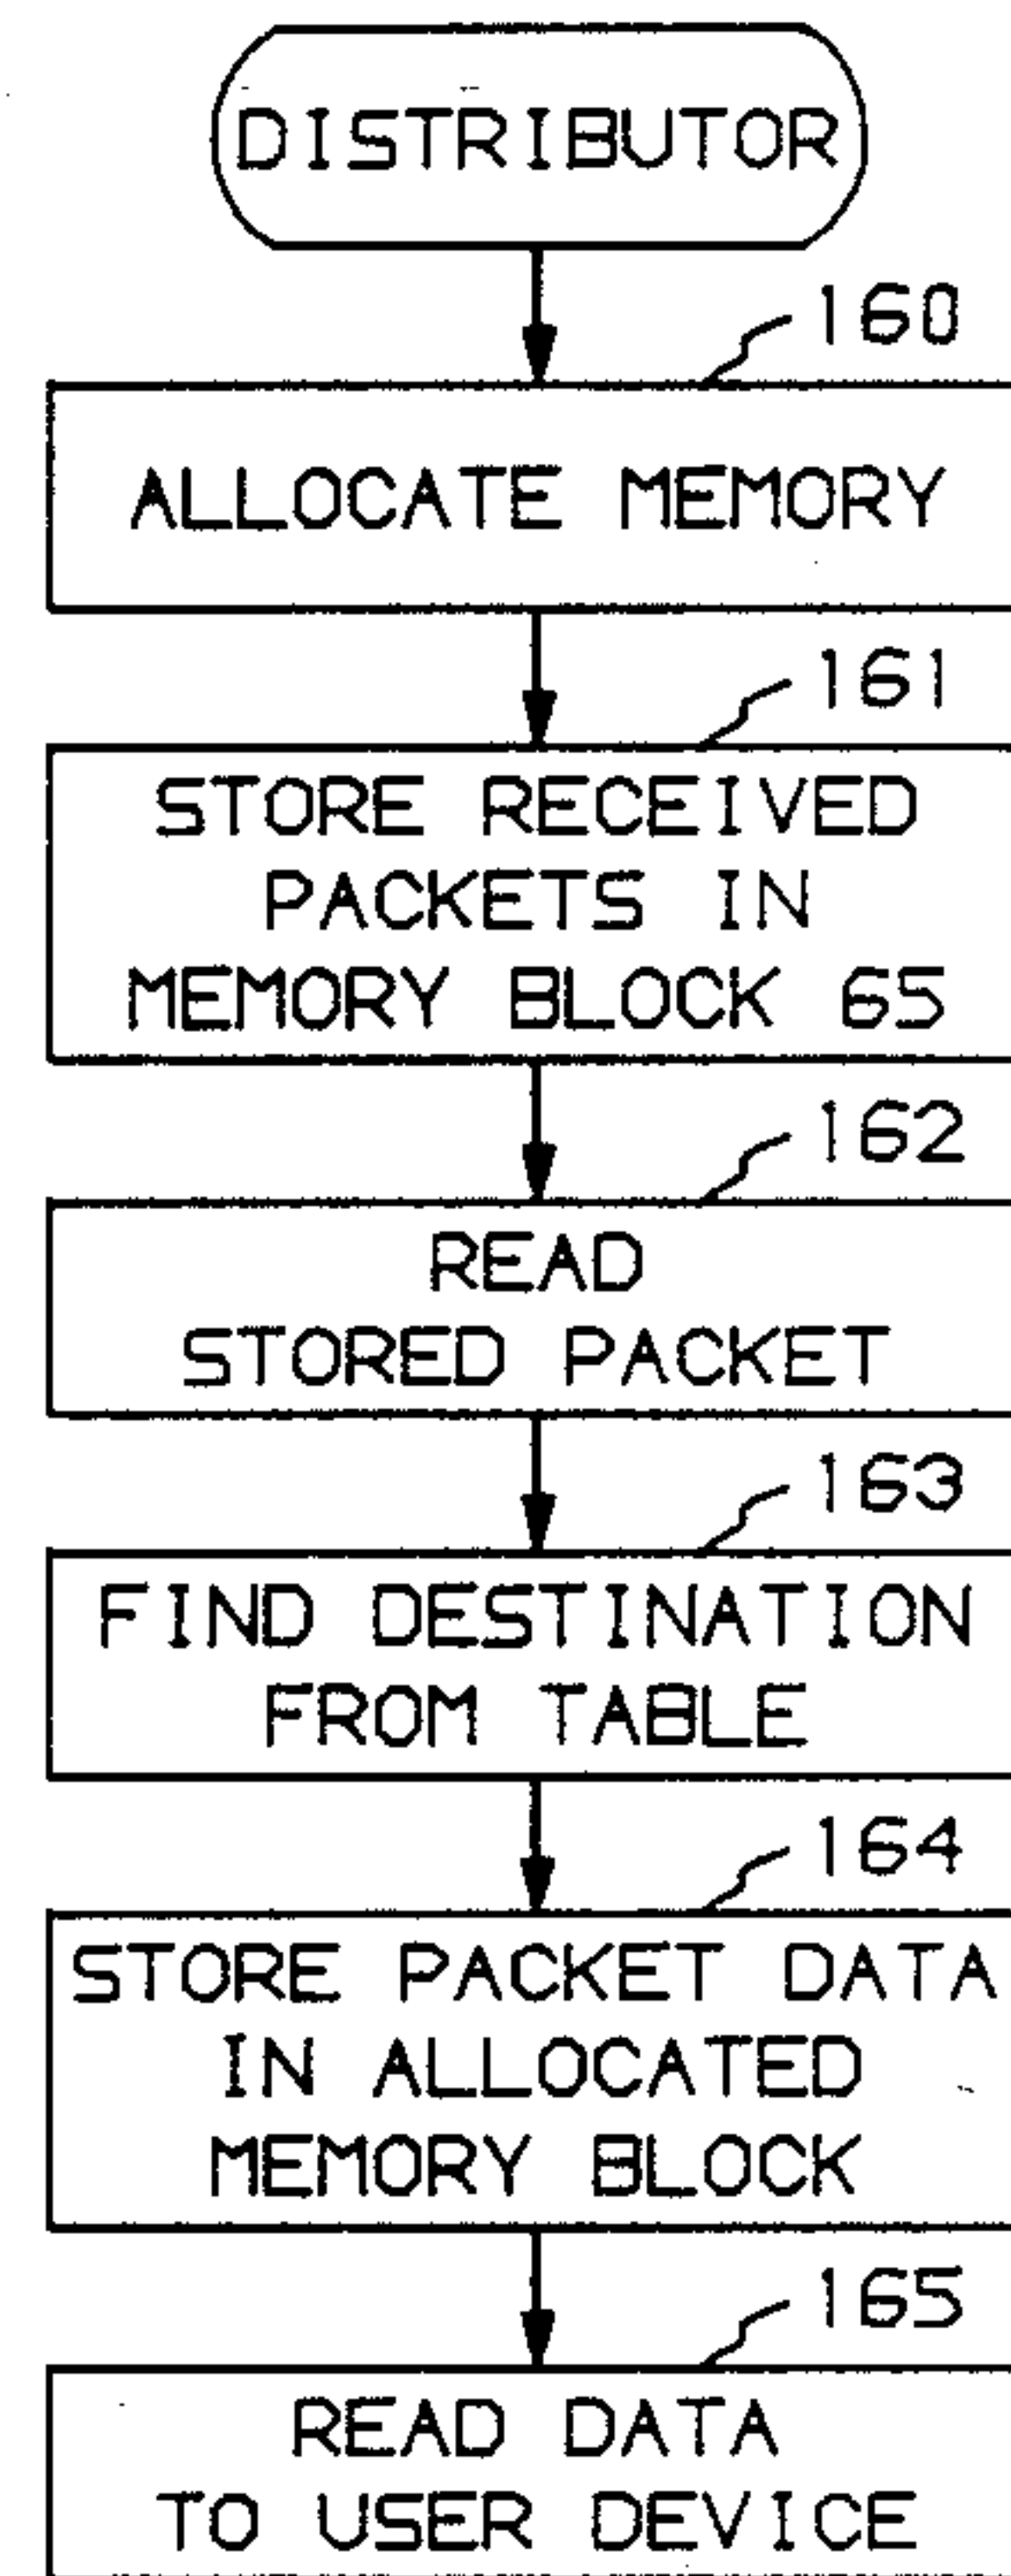 DISTRIBUTOR
160
ALLOCATE MEMORY
161
STORE RECEIVED
PACKETS IN
MEMORY BLOCK 65
162
READ
STORED PACKET
163
FIND DESTINATION
FROM TABLE
164
STORE PACKET DATA
IN ALLOCATED
MEMORY BLOCK
165
READ DATA
TO USER DEVICE